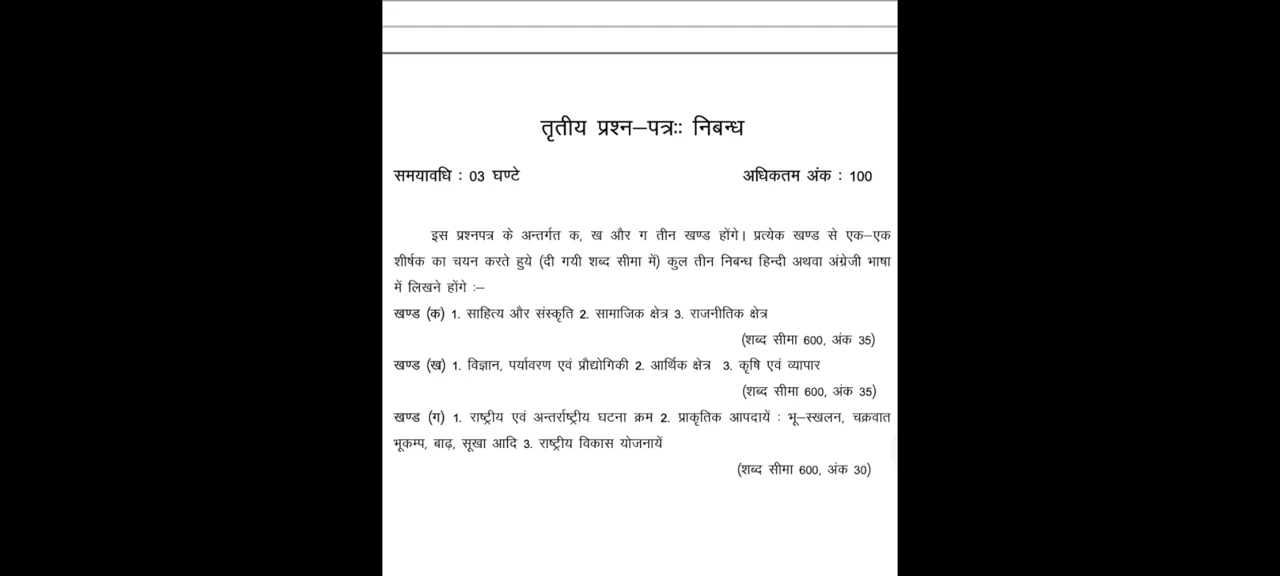 तृतीय प्रश्न–पत्रः: निबन्ध
समयावधि : 03 घण्टे अधिकतम अंक : 100
इस प्रश्नपत्र के अन्तर्गत क, ख और ग तीन खण्ड होंगे। प्रत्येक खण्ड से एक–एक
शीर्षक का चयन करते हुये (दी गयी शब्द सीमा में) कुल तीन निबन्ध हिन्दी अथवा अंग्रेजी भाषा
में लिखने होंगे :–
खण्ड (क) 1. साहित्य और संस्कृति 2. सामाजिक क्षेत्र 3. राजनीतिक क्षेत्र
(शब्द सीमा 600, अंक 35)
खण्ड (ख) 1. विज्ञान, पर्यावरण एवं प्रौद्योगिकी 2. आर्थिक क्षेत्र 3. कृषि एवं व्यापार
(शब्द सीमा 600, अंक 35)
खण्ड (ग) 1. राष्ट्रीय एवं अन्तर्राष्ट्रीय घटना क्रम 2. प्राकृतिक आपदायें : भू–स्खलन, चक्रवात
भूकम्प, बाढ़, सूखा आदि 3. राष्ट्रीय विकास योजनायें
(शब्द सीमा 600, अंक 30)